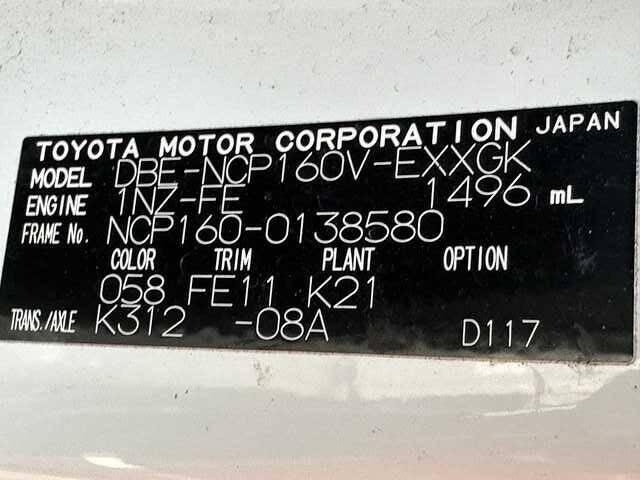 TOYOTA MOTOR CORPORATION JAPAN
MODEL DBE-NCP160V-EXXGK
ENGINE 1NZ-FE 1496 mL
FRAME No. NCP160-0138580
COLOR TRIM PLANT OPTION
058 FE11 K21
TRANS./AXLE K312 -08A D117